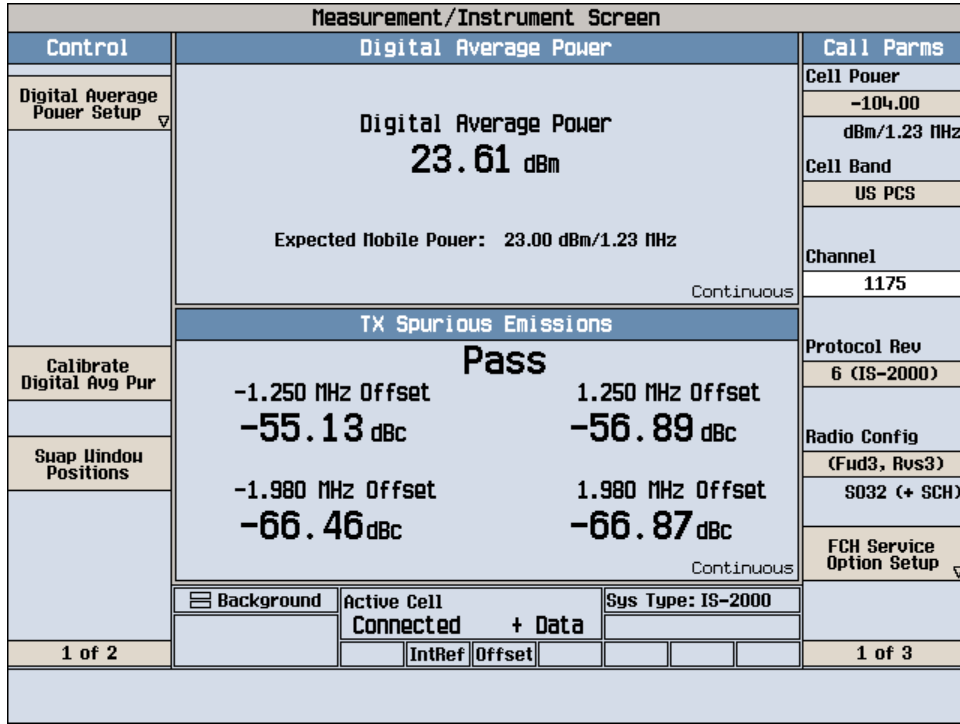 Measurement/Instrument Screen
Control
Digital Average
Power Setup
Calibrate
Digital Avg Pwr
Swap Window
Positions
1 of 2
Digital Average Power
Digital Average Power
23.61 dBm
Expected Mobile Power: 23.00 dBm/1.23 MHz
Continuous
TX Spurious Emissions
Pass
-1.250 MHz Offset
-55.13 dBc
1.250 MHz Offset
-56.89 dBc
-1.980 MHz Offset
-66.46 dBc
1.980 MHz Offset
-66.87 dBc
Continuous
Background
Active Cell
Connected + Data
Sys Type: IS-2000
IntRef
Offset
Call Parms
Cell Power
-104.00
dBm/1.23 MHz
Cell Band
US PCS
Channel
1175
Protocol Rev
6 (IS-2000)
Radio Config
(Fwd3, Rvs3)
SO32 (+ SCH)
FCH Service
Option Setup
1 of 3